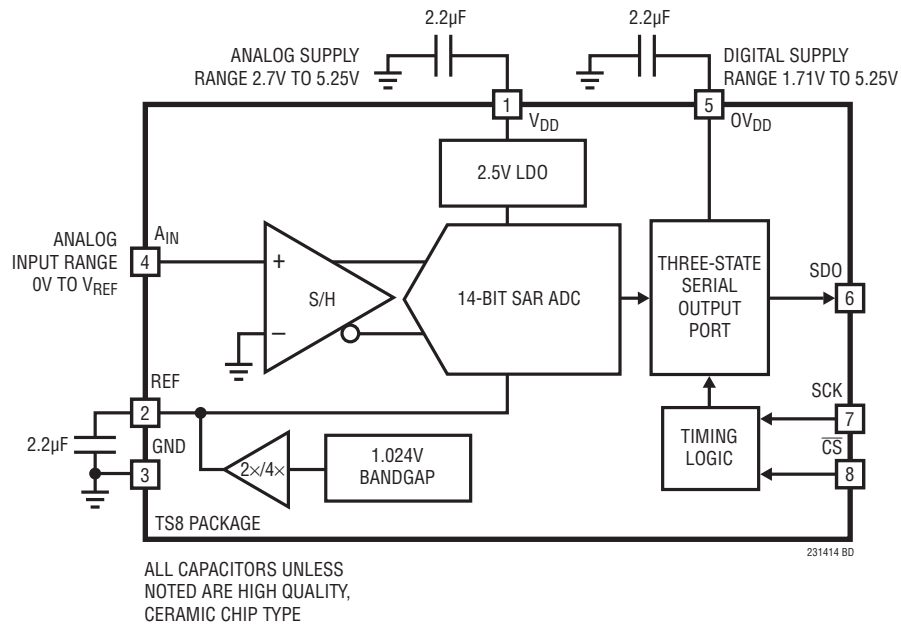 2.2µF
2.2µF
ANALOG SUPPLY
RANGE 2.7V TO 5.25V
DIGITAL SUPPLY
RANGE 1.71V TO 5.25V
1
5
VDD
OVDD
2.5V LDO
ANALOG
INPUT RANGE
0V TO VREF
AIN
4
+
S/H
–
14-BIT SAR ADC
THREE-STATE
SERIAL
OUTPUT
PORT
SDO
6
REF
2
2.2µF
GND
3
2×/4×
1.024V
BANDGAP
TIMING
LOGIC
SCK
7
C̅S̅
8
TS8 PACKAGE
231414 BD
ALL CAPACITORS UNLESS
NOTED ARE HIGH QUALITY,
CERAMIC CHIP TYPE